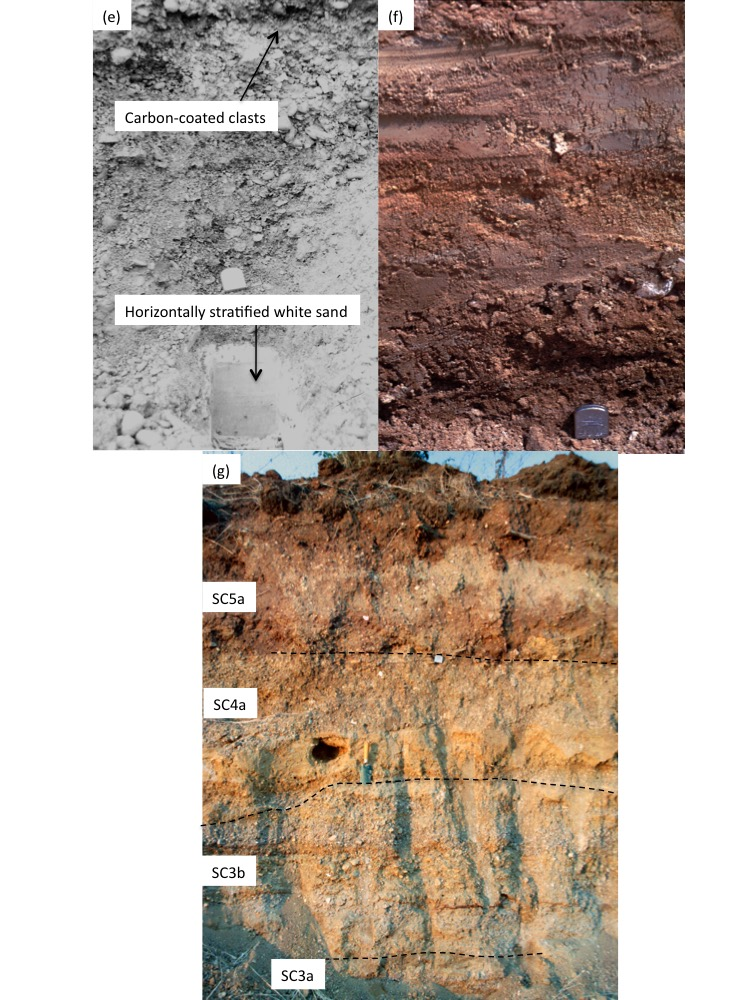 (e)
Carbon-coated clasts
Horizontally stratified white sand
(f)
(g)
SC5a
SC4a
SC3b
SC3a